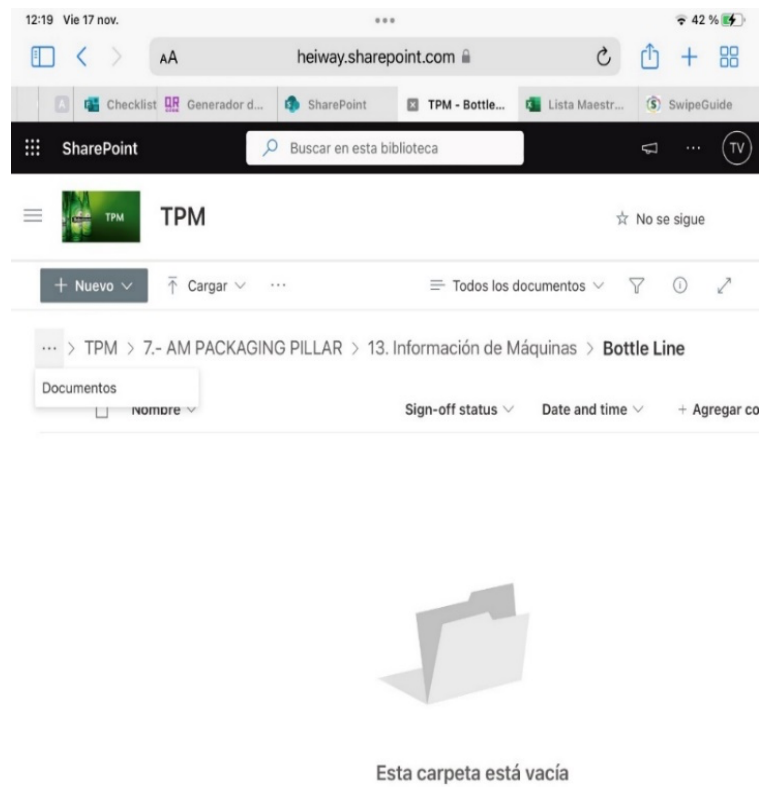 12:19 Vie 17 nov.
42 %
AA
heiway.sharepoint.com
A
Checklist
QR
Generador d...
SharePoint
TPM - Bottle...
Lista Maestr...
SwipeGuide
SharePoint
Buscar en esta biblioteca
...
TV
TPM
TPM
No se sigue
+ Nuevo
Cargar
...
Todos los documentos
... > TPM > 7.- AM PACKAGING PILLAR > 13. Información de Máquinas > Bottle Line
Documentos
Nombre
Sign-off status
Date and time
+ Agregar co
Esta carpeta está vacía